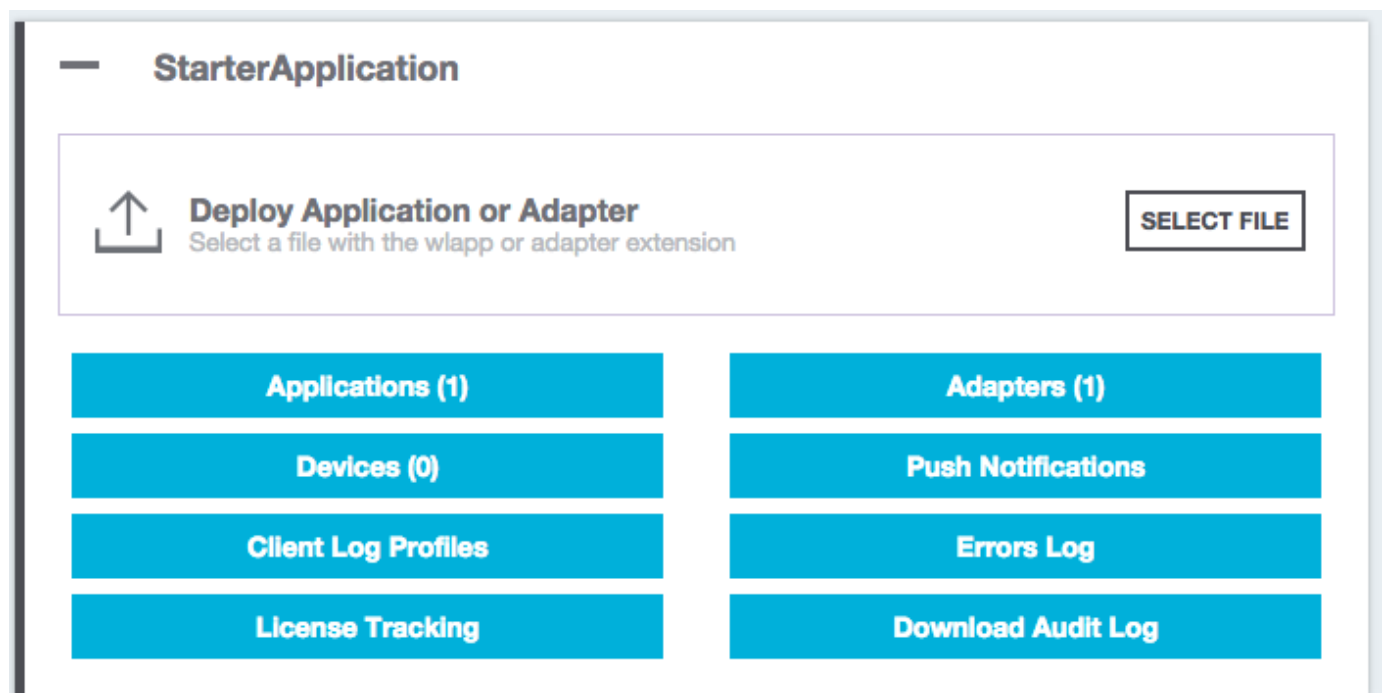 StarterApplication
Deploy Application or Adapter
Select a file with the wlapp or adapter extension
SELECT FILE
Applications (1)
Adapters (1)
Devices (0)
Push Notifications
Client Log Profiles
Errors Log
License Tracking
Download Audit Log